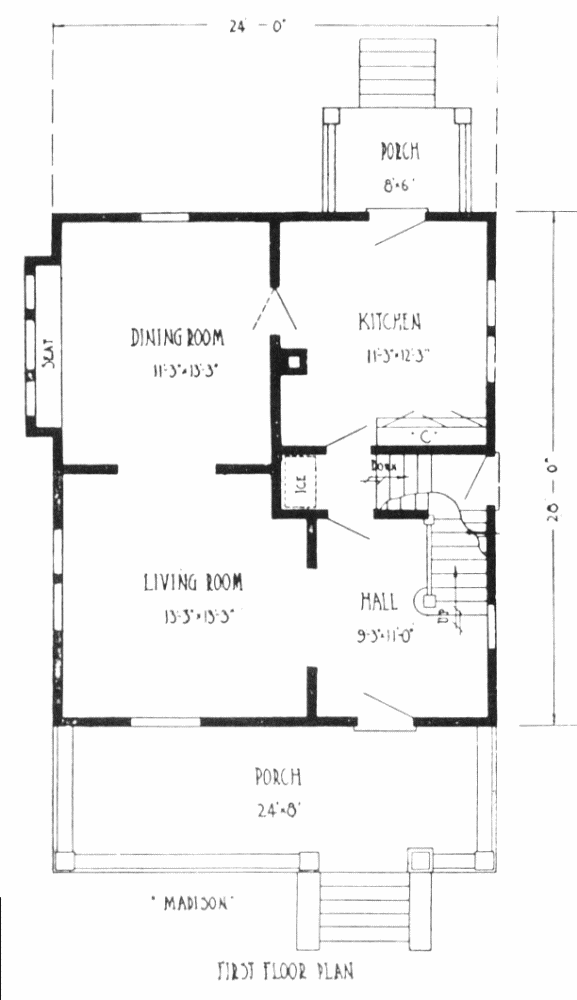 24'-0"
PORCH
8'×6'
KITCHEN
11'-3"×12'-3"
DINING ROOM
11'-3"×13'-3"
SEAT
"C"
DOWN
ICE
28'-0"
LIVING ROOM
13'-3"×13'-3"
HALL
9'-3"×11'-0"
UP
PORCH
24'×8'
"MADISON"
FIRST FLOOR PLAN